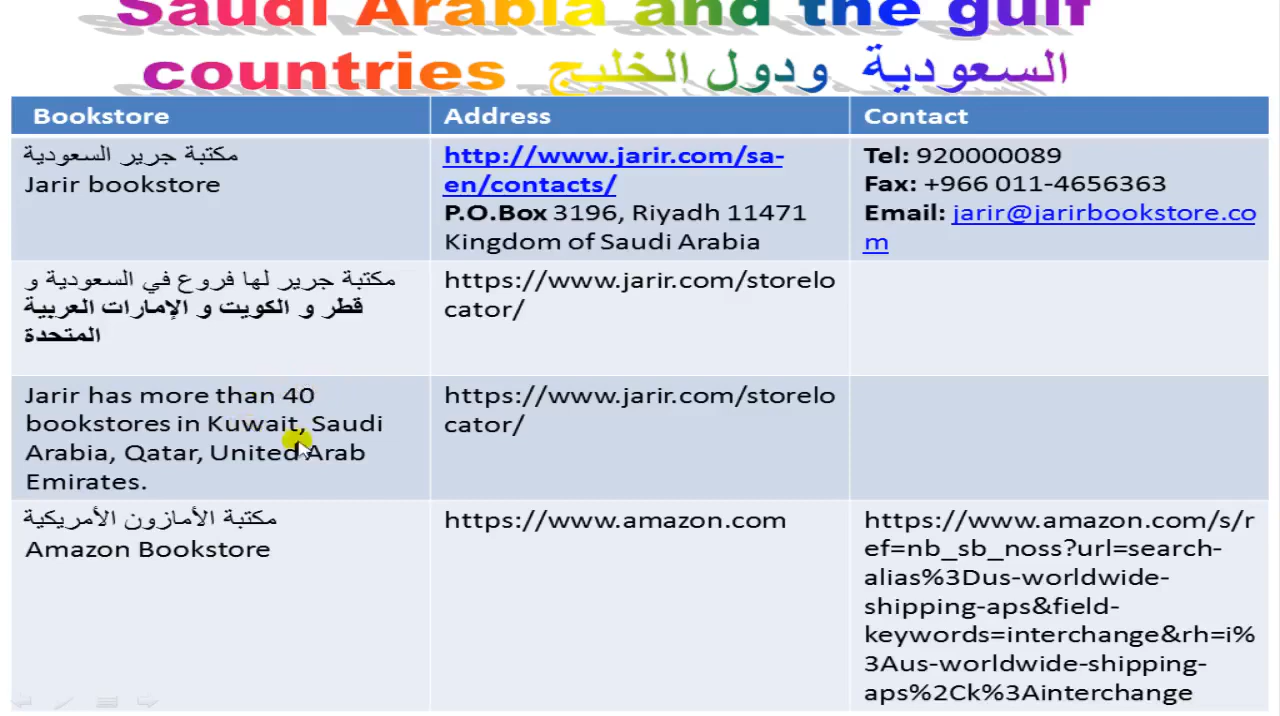 Saudi Arabia and the gulf
countries السعودية ودول الخليج
Bookstore
Address
Contact
مكتبة جرير السعودية
Jarir bookstore
http://www.jarir.com/sa-
en/contacts/
P.O.Box 3196, Riyadh 11471
Kingdom of Saudi Arabia
Tel: 920000089
Fax: +966 011-4656363
Email: jarir@jarirbookstore.co
m
مكتبة جرير لها فروع في السعودية و
قطر و الكويت و الإمارات العربية
المتحدة
https://www.jarir.com/storelo
cator/
Jarir has more than 40
bookstores in Kuwait, Saudi
Arabia, Qatar, United Arab
Emirates.
https://www.jarir.com/storelo
cator/
مكتبة الأمازون الأمريكية
Amazon Bookstore
https://www.amazon.com
https://www.amazon.com/s/r
ef=nb_sb_noss?url=search-
alias%3Dus-worldwide-
shipping-aps&field-
keywords=interchange&rh=i%
3Aus-worldwide-shipping-
aps%2Ck%3Ainterchange